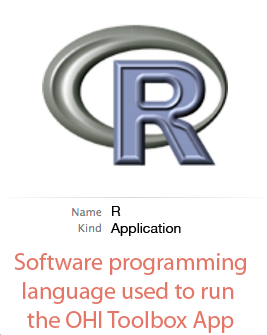 R
Name R
Kind Application
Software programming
language used to run
the OHI Toolbox App